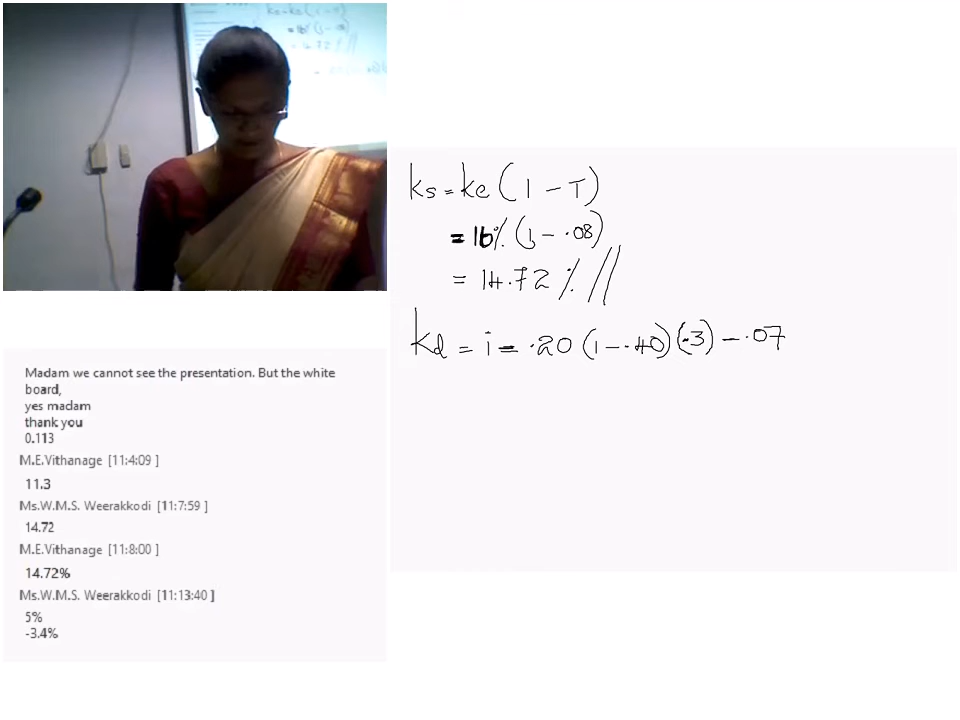 ks = ke (1 - T)
= 16% (1 - .08)
= 14.72% //
kd = i = .20 (1 - .40) (.3) - .07
Madam we cannot see the presentation. But the white
board,
yes madam
thank you
0.113
M.E.Vithanage [11:4:09 ]
11.3
Ms.W.M.S. Weerakkodi [11:7:59 ]
14.72
M.E.Vithanage [11:8:00 ]
14.72%
Ms.W.M.S. Weerakkodi [11:13:40 ]
5%
-3.4%